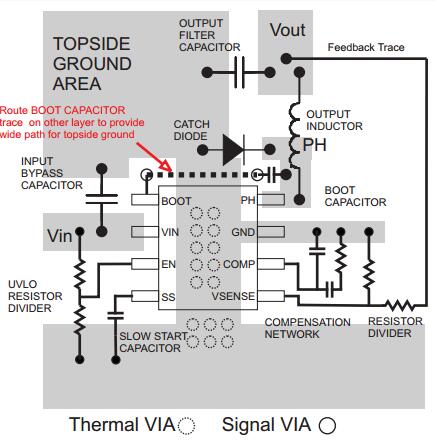 OUTPUT
FILTER
CAPACITOR
Vout
TOPSIDE
GROUND
AREA
Feedback Trace
Route BOOT CAPACITOR
trace on other layer to provide
wide path for topside ground
CATCH
DIODE
OUTPUT
INDUCTOR
PH
INPUT
BYPASS
CAPACITOR
BOOT
CAPACITOR
BOOT
PH
Vin
VIN
GND
EN
COMP
UVLO
RESISTOR
DIVIDER
SS
VSENSE
SLOW START
CAPACITOR
COMPENSATION
NETWORK
RESISTOR
DIVIDER
Thermal VIA
Signal VIA